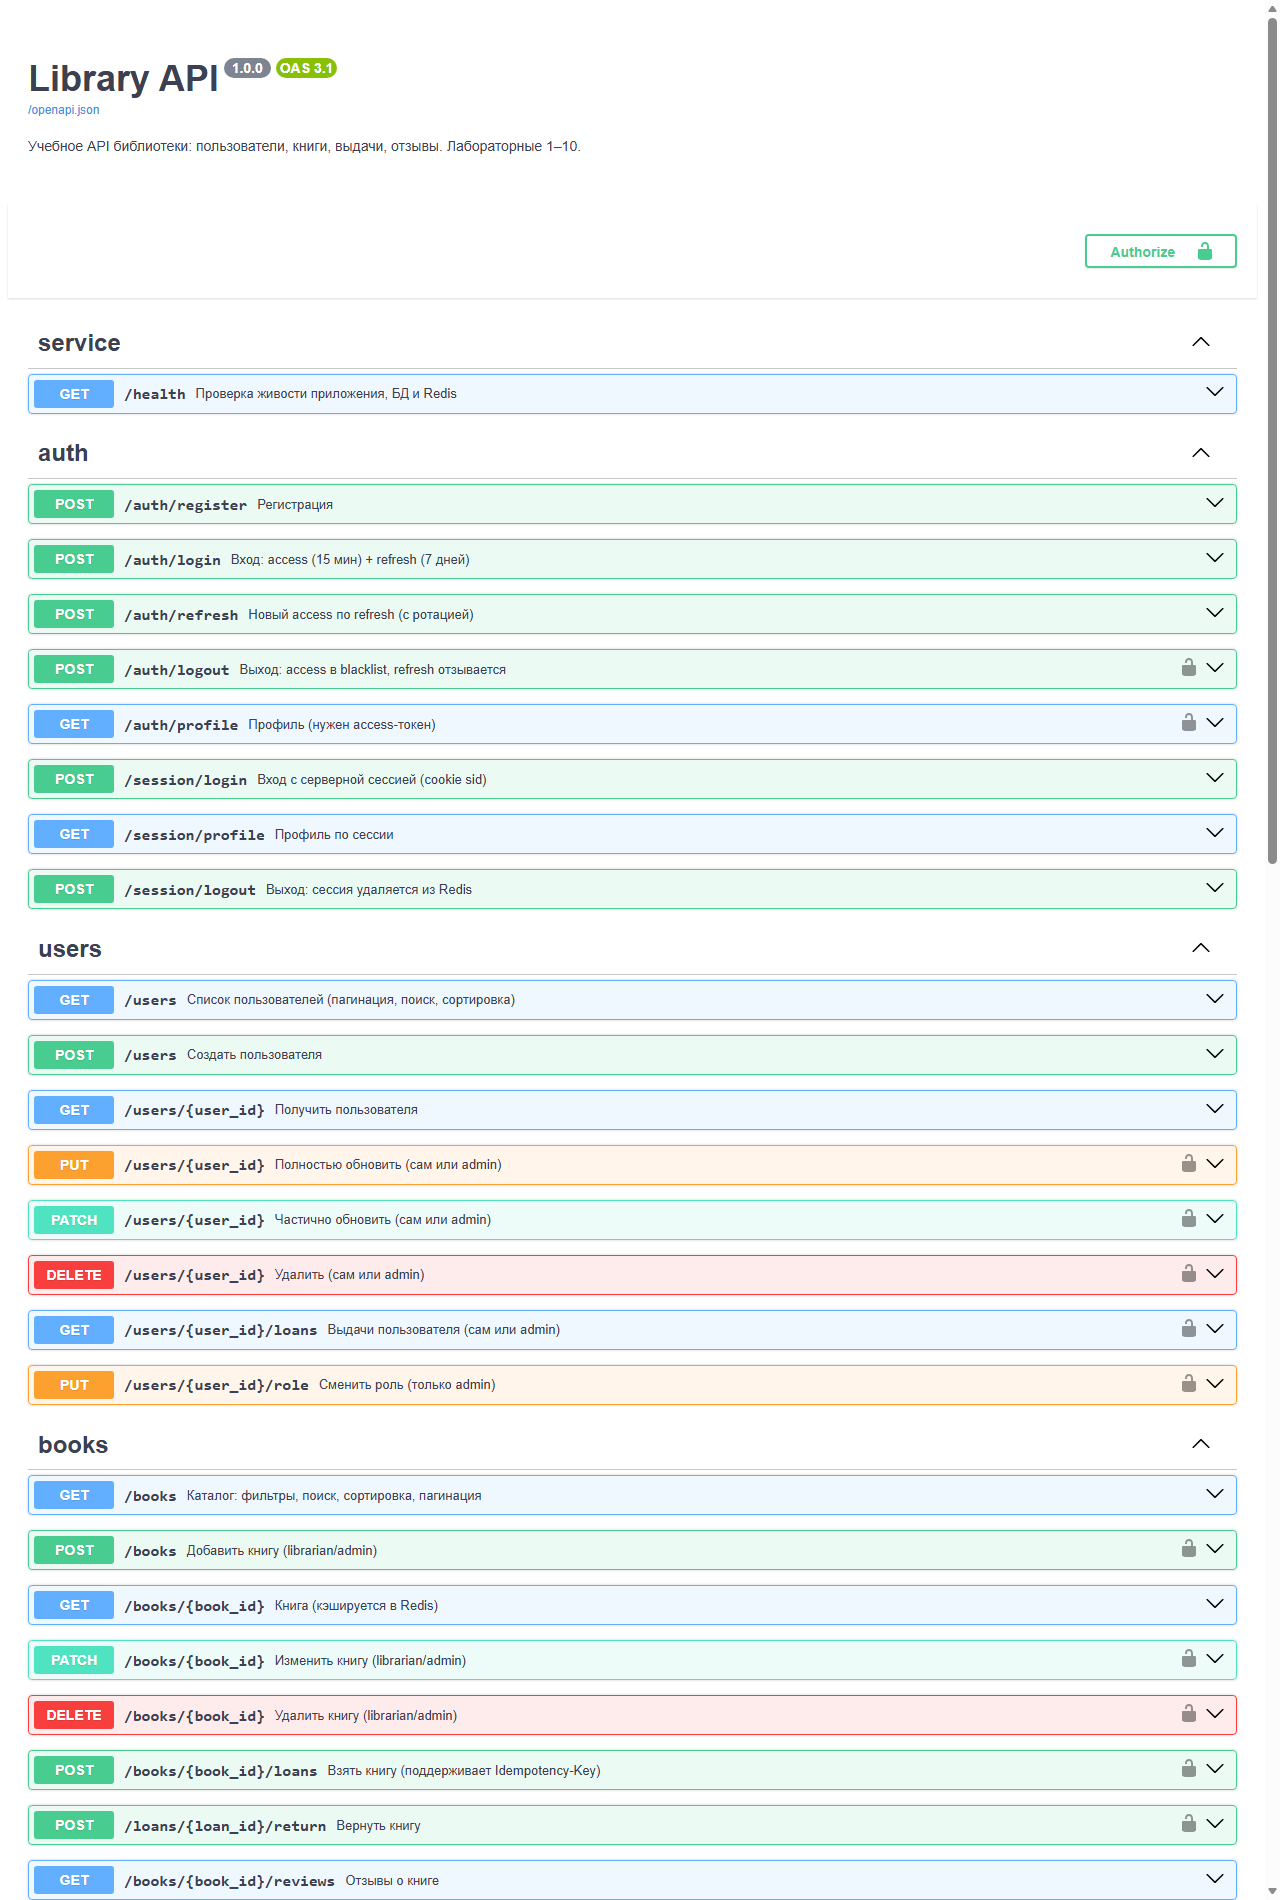 Library API 1.0.0 OAS 3.1
/openapi.json
Учебное API библиотеки: пользователи, книги, выдачи, отзывы. Лабораторные 1–10.
Authorize
service
GET /health Проверка живости приложения, БД и Redis
auth
POST /auth/register Регистрация
POST /auth/login Вход: access (15 мин) + refresh (7 дней)
POST /auth/refresh Новый access по refresh (с ротацией)
POST /auth/logout Выход: access в blacklist, refresh отзывается
GET /auth/profile Профиль (нужен access-токен)
POST /session/login Вход с серверной сессией (cookie sid)
GET /session/profile Профиль по сессии
POST /session/logout Выход: сессия удаляется из Redis
users
GET /users Список пользователей (пагинация, поиск, сортировка)
POST /users Создать пользователя
GET /users/{user_id} Получить пользователя
PUT /users/{user_id} Полностью обновить (сам или admin)
PATCH /users/{user_id} Частично обновить (сам или admin)
DELETE /users/{user_id} Удалить (сам или admin)
GET /users/{user_id}/loans Выдачи пользователя (сам или admin)
PUT /users/{user_id}/role Сменить роль (только admin)
books
GET /books Каталог: фильтры, поиск, сортировка, пагинация
POST /books Добавить книгу (librarian/admin)
GET /books/{book_id} Книга (кэшируется в Redis)
PATCH /books/{book_id} Изменить книгу (librarian/admin)
DELETE /books/{book_id} Удалить книгу (librarian/admin)
POST /books/{book_id}/loans Взять книгу (поддерживает Idempotency-Key)
POST /loans/{loan_id}/return Вернуть книгу
GET /books/{book_id}/reviews Отзывы о книге